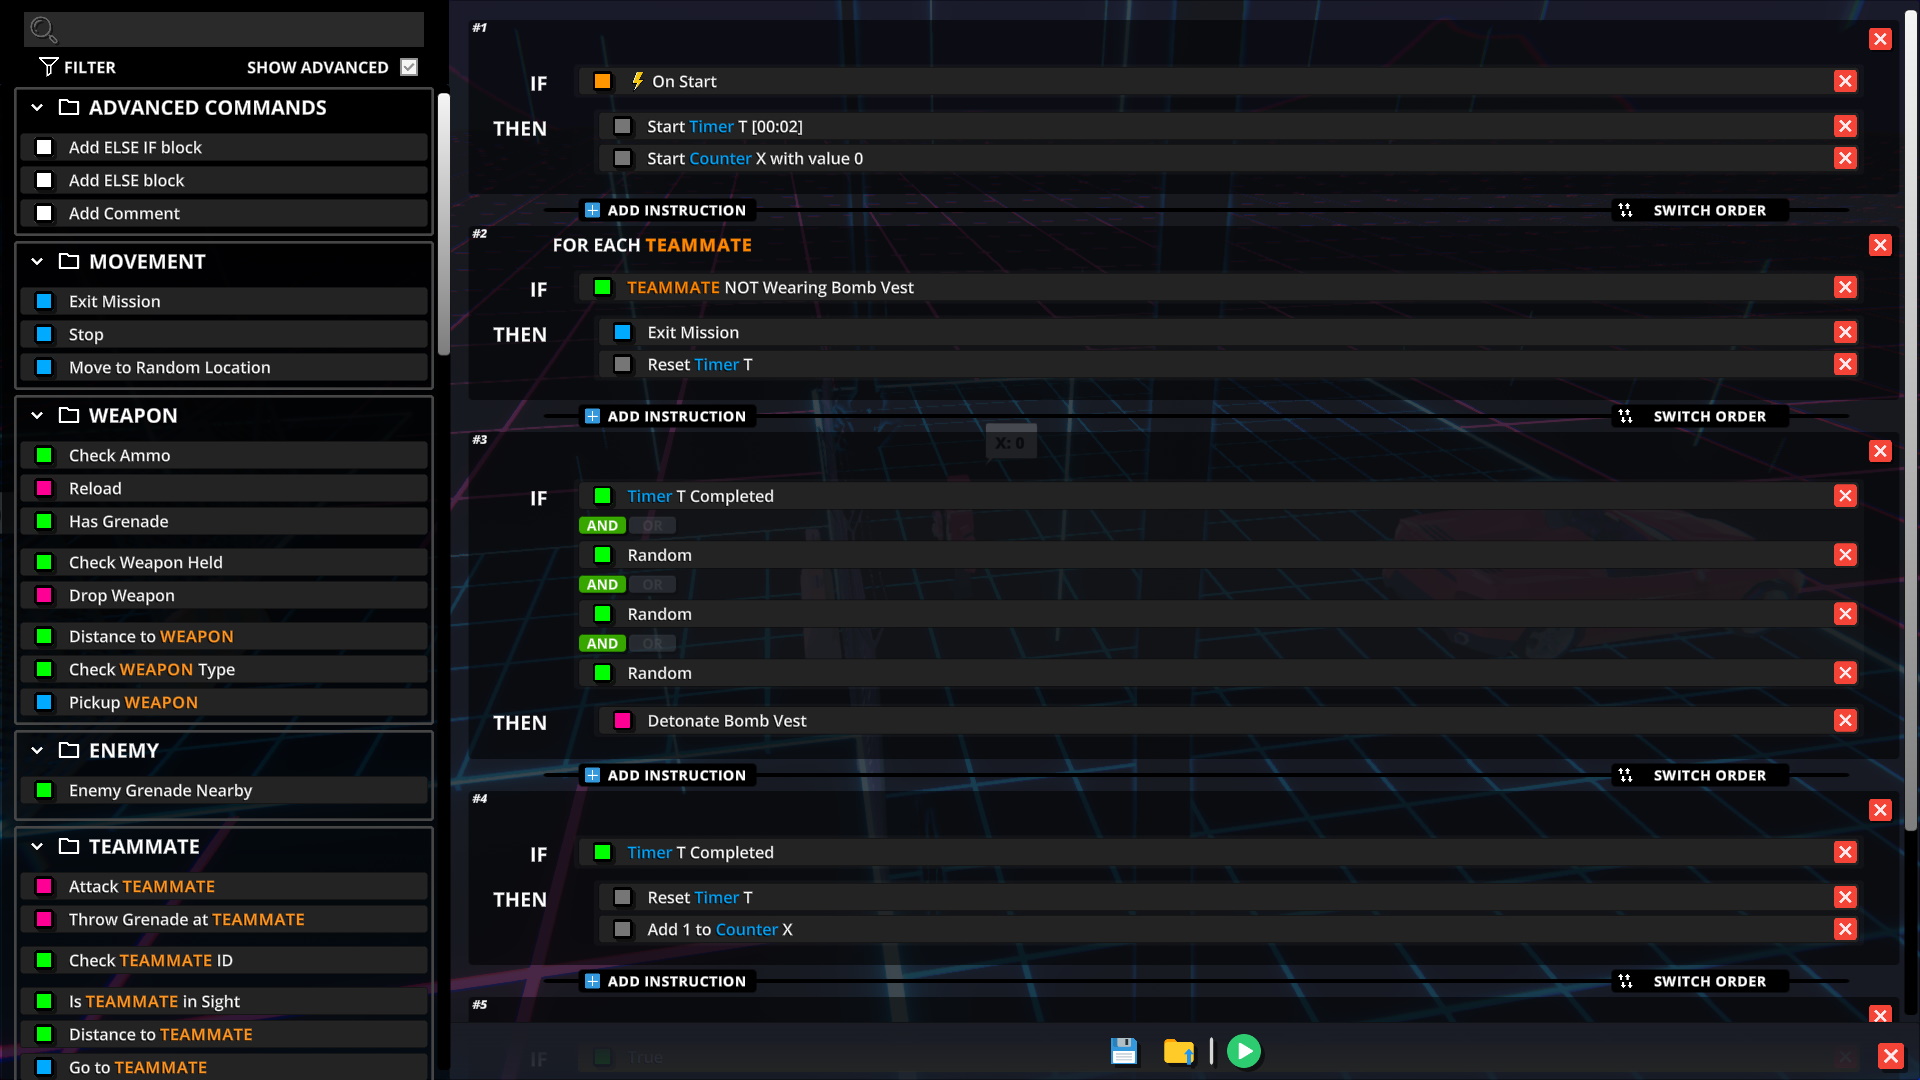 FILTER
SHOW ADVANCED
ADVANCED COMMANDS
Add ELSE IF block
Add ELSE block
Add Comment
MOVEMENT
Exit Mission
Stop
Move to Random Location
WEAPON
Check Ammo
Reload
Has Grenade
Check Weapon Held
Drop Weapon
Distance to WEAPON
Check WEAPON Type
Pickup WEAPON
ENEMY
Enemy Grenade Nearby
TEAMMATE
Attack TEAMMATE
Throw Grenade at TEAMMATE
Check TEAMMATE ID
Is TEAMMATE in Sight
Distance to TEAMMATE
Go to TEAMMATE
#1
IF On Start
THEN Start Timer T [00:02]
Start Counter X with value 0
ADD INSTRUCTION SWITCH ORDER
#2
FOR EACH TEAMMATE
IF TEAMMATE NOT Wearing Bomb Vest
THEN Exit Mission
Reset Timer T
ADD INSTRUCTION SWITCH ORDER
#3
X: 0
IF Timer T Completed
AND OR
Random
AND OR
Random
AND OR
Random
THEN Detonate Bomb Vest
ADD INSTRUCTION SWITCH ORDER
#4
IF Timer T Completed
THEN Reset Timer T
Add 1 to Counter X
ADD INSTRUCTION SWITCH ORDER
#5
IF True